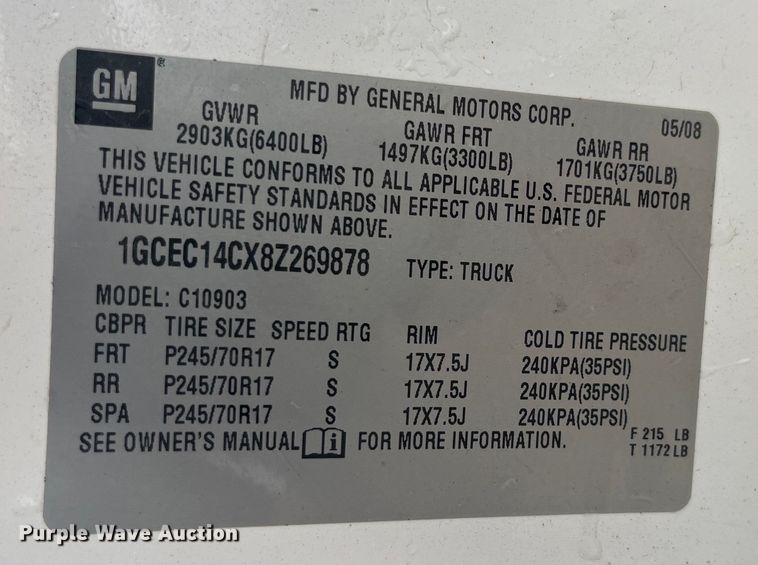 GM®
MFD BY GENERAL MOTORS CORP. 05/08
GVWR GAWR FRT GAWR RR
2903KG(6400LB) 1497KG(3300LB) 1701KG(3750LB)
THIS VEHICLE CONFORMS TO ALL APPLICABLE U.S. FEDERAL MOTOR
VEHICLE SAFETY STANDARDS IN EFFECT ON THE DATE OF
MANUFACTURE SHOWN ABOVE.
1GCEC14CX8Z269878 TYPE: TRUCK
MODEL: C10903
CBPR TIRE SIZE SPEED RTG RIM COLD TIRE PRESSURE
FRT P245/70R17 S 17X7.5J 240KPA(35PSI)
RR P245/70R17 S 17X7.5J 240KPA(35PSI)
SPA P245/70R17 S 17X7.5J 240KPA(35PSI)
SEE OWNER'S MANUAL i FOR MORE INFORMATION.
F 215 LB
T 1172 LB
Purple Wave Auction